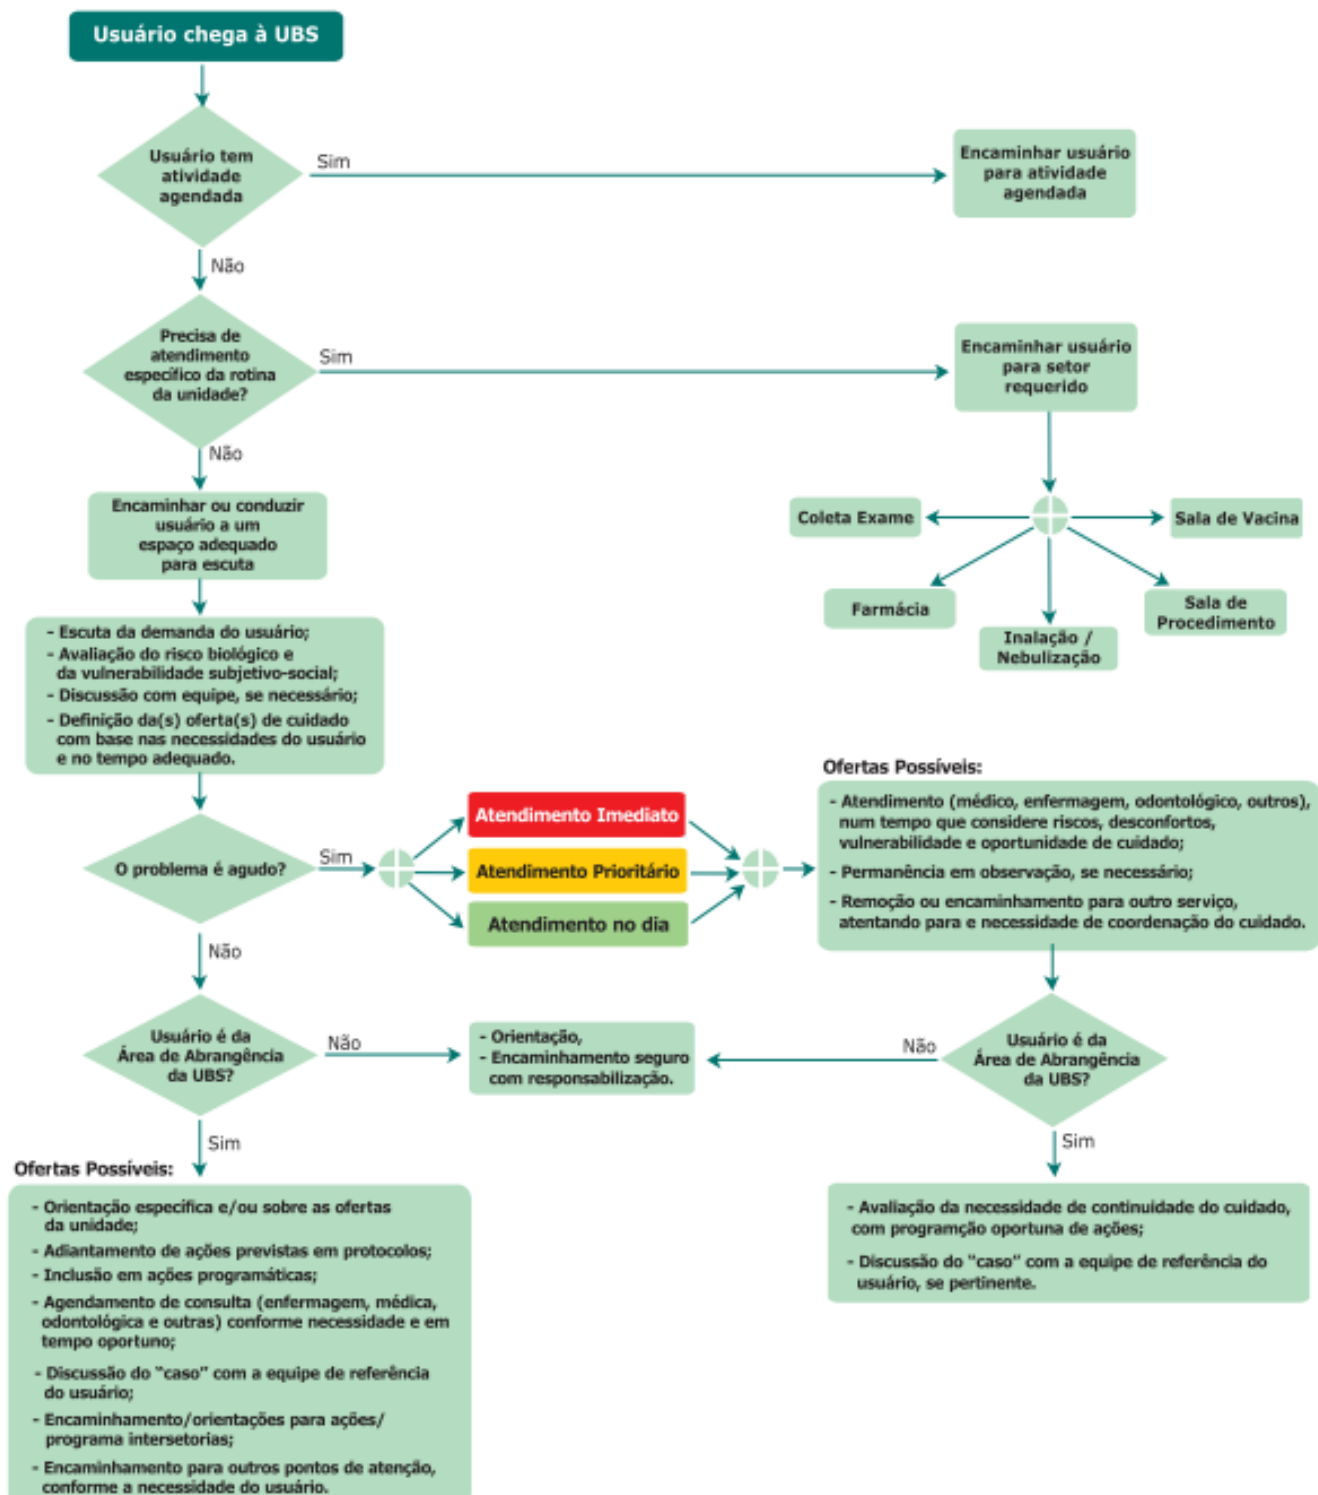 Usuário chega à UBS
Usuário tem
atividade
agendada
Sim
Encaminhar usuário
para atividade
agendada
Não
Precisa de
atendimento
específico da rotina
da unidade?
Sim
Encaminhar usuário
para setor
requerido
Não
Encaminhar ou conduzir
usuário a um
espaço adequado
para escuta
Coleta Exame
Sala de Vacina
Farmácia
Sala de
Procedimento
Inalação /
Nebulização
- Escuta da demanda do usuário;
- Avaliação do risco biológico e
da vulnerabilidade subjetivo-social;
- Discussão com equipe, se necessário;
- Definição da(s) oferta(s) de cuidado
com base nas necessidades do usuário
e no tempo adequado.
O problema é agudo?
Sim
Atendimento Imediato
Atendimento Prioritário
Atendimento no dia
Ofertas Possíveis:
- Atendimento (médico, enfermagem, odontológico, outros),
num tempo que considere riscos, desconfortos,
vulnerabilidade e oportunidade de cuidado;
- Permanência em observação, se necessário;
- Remoção ou encaminhamento para outro serviço,
atentando para e necessidade de coordenação do cuidado.
Não
Usuário é da
Área de Abrangência
da UBS?
Não
- Orientação,
- Encaminhamento seguro
com responsabilização.
Não
Usuário é da
Área de Abrangência
da UBS?
Sim
Sim
Ofertas Possíveis:
- Orientação específica e/ou sobre as ofertas
da unidade;
- Adiantamento de ações previstas em protocolos;
- Inclusão em ações programáticas;
- Agendamento de consulta (enfermagem, médica,
odontológica e outras) conforme necessidade e em
tempo oportuno;
- Discussão do "caso" com a equipe de referência
do usuário;
- Encaminhamento/orientações para ações/
programa intersetorias;
- Encaminhamento para outros pontos de atenção,
conforme a necessidade do usuário.
- Avaliação da necessidade de continuidade do cuidado,
com programção oportuna de ações;
- Discussão do "caso" com a equipe de referência do
usuário, se pertinente.